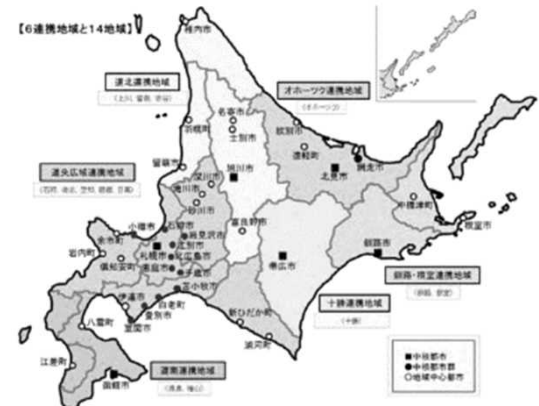 【6連携地域と14地域】
稚内市
道北連携地域
(上川、留萌、宗谷)
オホーツク連携地域
(オホーツク)
名寄市
士別市
羽幌町
紋別市
遠軽町
網走市
北見市
留萌市
旭川市
道央広域連携地域
(石狩、後志、空知、胆振、日高)
深川市
滝川市
砂川市
中標津町
根室市
富良野市
小樽市
石狩市
岩見沢市
余市町
江別市
札幌市
北広島市
岩内町
倶知安町
恵庭市
千歳市
帯広市
釧路市
釧路・根室連携地域
(釧路、根室)
苫小牧市
伊達市
白老町
登別市
室蘭市
新ひだか町
十勝連携地域
(十勝)
八雲町
浦河町
江差町
道南連携地域
(渡島、檜山)
函館市
■中核都市
●中核都市群
○地域中心都市